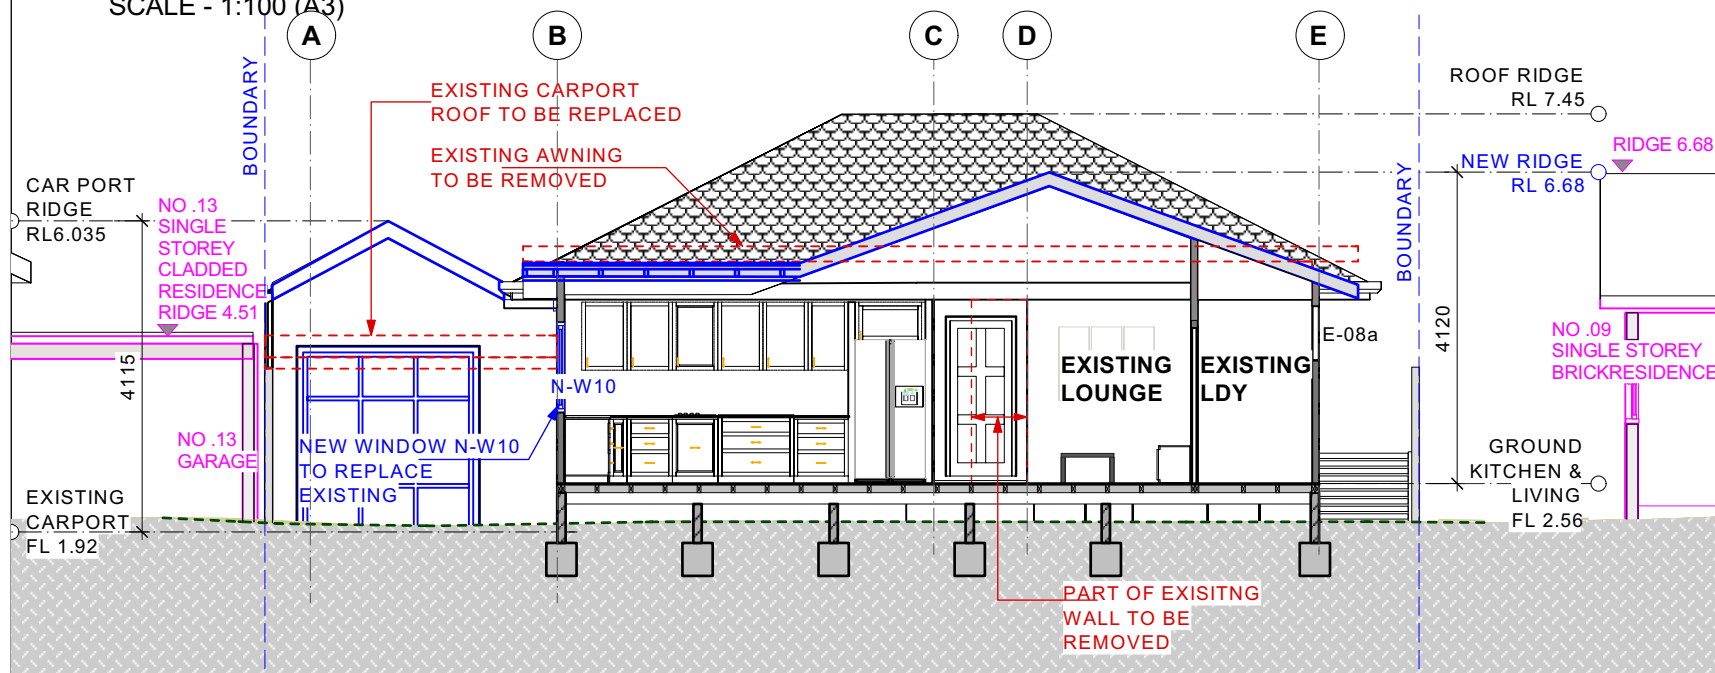 SCALE - 1:100 (A3)
A
B
C
D
E
BOUNDARY
EXISTING CARPORT
ROOF TO BE REPLACED
EXISTING AWNING
TO BE REMOVED
ROOF RIDGE
RL 7.45
RIDGE 6.68
NEW RIDGE
RL 6.68
BOUNDARY
CAR PORT
RIDGE
RL6.035
NO .13
SINGLE
STOREY
CLADDED
RESIDENCE
RIDGE 4.51
4115
4120
E-08a
NO .09
SINGLE STOREY
BRICKRESIDENCE
N-W10
EXISTING
LOUNGE
EXISTING
LDY
NO .13
GARAGE
NEW WINDOW N-W10
TO REPLACE
EXISTING
GROUND
KITCHEN &
LIVING
FL 2.56
EXISTING
CARPORT
FL 1.92
PART OF EXISITNG
WALL TO BE
REMOVED